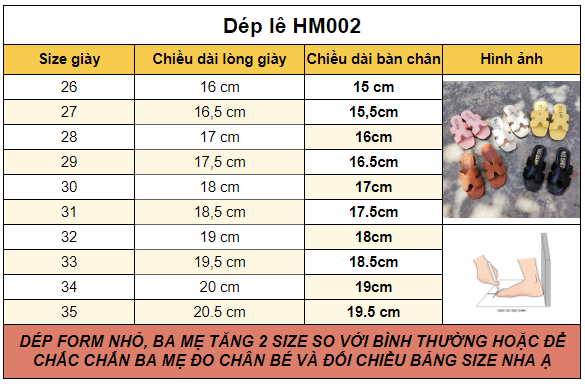 Dép lê HM002
Size giày Chiều dài lòng giày Chiều dài bàn chân Hình ảnh
26 16 cm 15 cm
27 16,5 cm 15,5cm
28 17 cm 16cm
29 17,5 cm 16.5cm
30 18 cm 17cm
31 18,5 cm 17.5cm
32 19 cm 18cm
33 19,5 cm 18.5cm
34 20 cm 19cm
35 20.5 cm 19.5 cm
DÉP FORM NHỎ, BA MẸ TĂNG 2 SIZE SO VỚI BÌNH THƯỜNG HOẶC ĐỂ
CHẮC CHẮN BA MẸ ĐO CHÂN BÉ VÀ ĐỐI CHIẾU BẢNG SIZE NHA Ạ